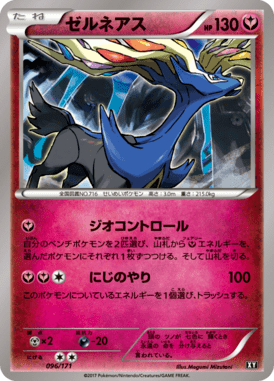 たね ゼルネアス HP130
全国図鑑NO.716 せいめいポケモン 高さ:3.0m 重さ:215.0kg
ジオコントロール
自分のベンチポケモンを2匹選び、山札からエネルギーを、
選んだポケモンにそれぞれ1枚ずつつける。そして山札を切る。
にじのやり 100
このポケモンについているエネルギーを1個選び、トラッシュする。
×2 -20
にげる
096/171
Illus.Megumi Mizutani
XY
©2017 Pokémon/Nintendo/Creatures/GAME FREAK.